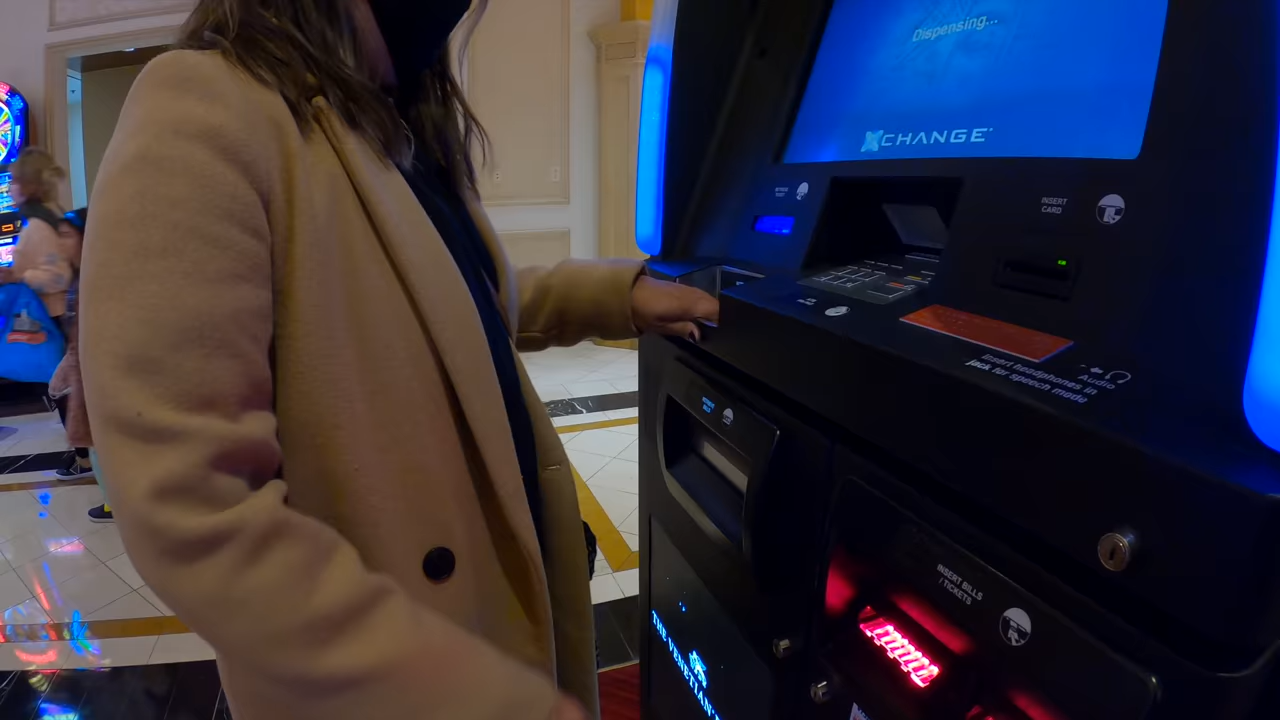 Dispensing...
XCHANGE
INSERT
CARD
Insert headphones in
jack for speech mode
Audio
INSERT BILLS
/ TICKETS
THE VENETIAN